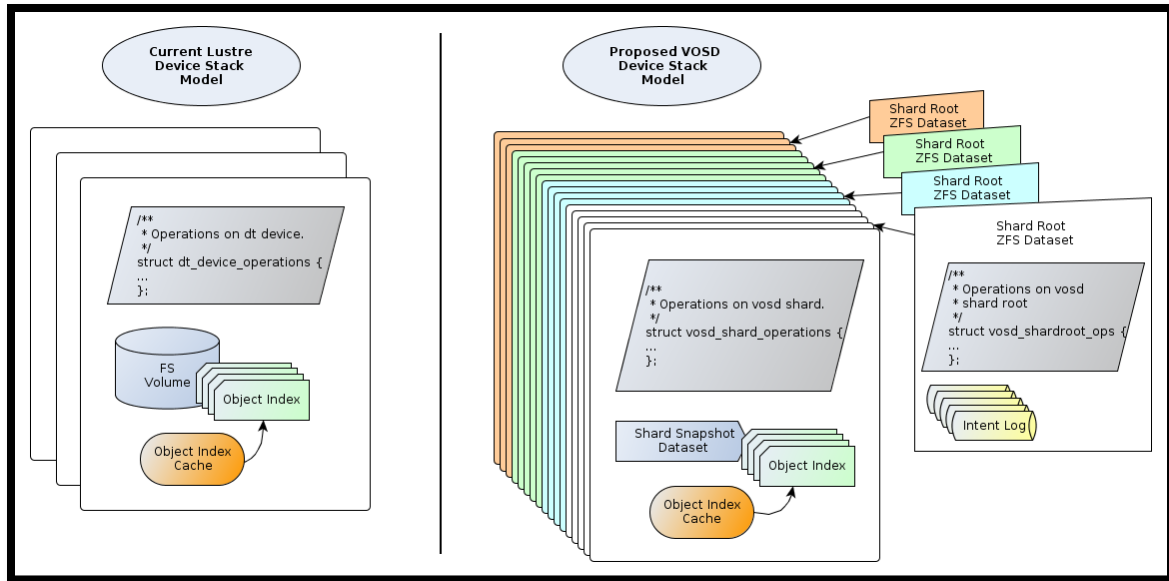 Current Lustre
Device Stack
Model
/**
* Operations on dt device.
*/
struct dt_device_operations {
...
};
FS
Volume
Object Index
Object Index
Cache
Proposed VOSD
Device Stack
Model
Shard Root
ZFS Dataset
Shard Root
ZFS Dataset
Shard Root
ZFS Dataset
Shard Root
ZFS Dataset
/**
* Operations on vosd shard.
*/
struct vosd_shard_operations {
...
};
Shard Snapshot
Dataset
Object Index
Object Index
Cache
/**
* Operations on vosd
* shard root
*/
struct vosd_shardroot_ops {
...
};
Intent Log